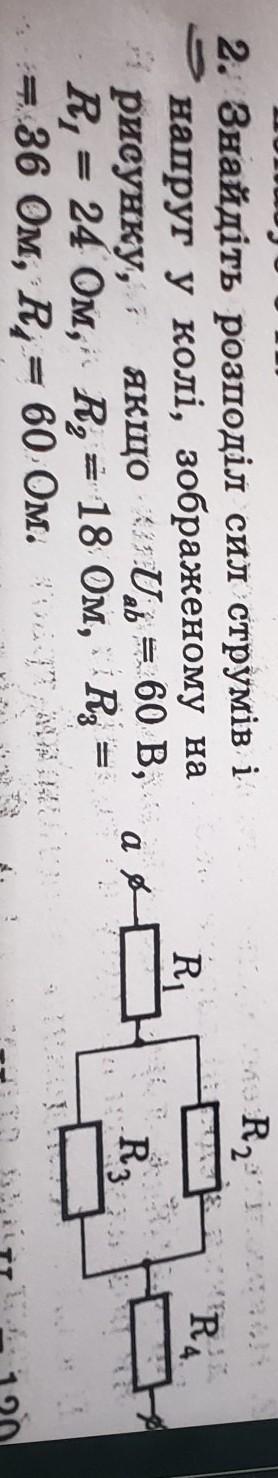 2. Знайдіть розподіл сил струмів і
напруг у колі, зображеному на
рисунку, якщо U_ab = 60 В,
R₁ = 24 Ом, R₂ = 18 Ом, R₃ =
= 36 Ом, R₄ = 60 Ом.
R₂
R₁
R₄
a
R₃
120